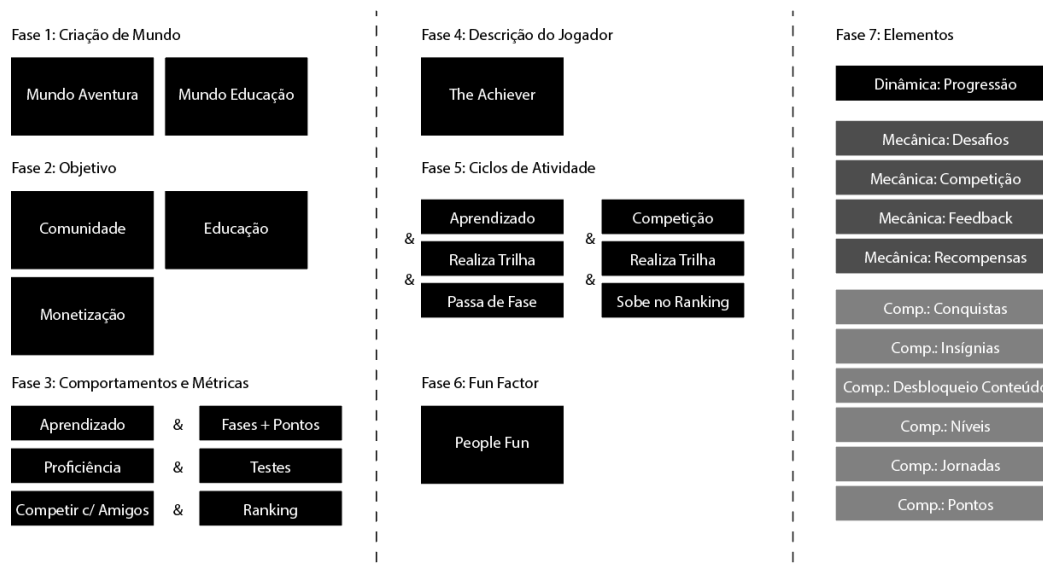 Fase 1: Criação de Mundo
Mundo Aventura
Mundo Educação
Fase 2: Objetivo
Comunidade
Educação
Monetização
Fase 3: Comportamentos e Métricas
Aprendizado & Fases + Pontos
Proficiência & Testes
Competir c/ Amigos & Ranking
Fase 4: Descrição do Jogador
The Achiever
Fase 5: Ciclos de Atividade
Aprendizado
&
Realiza Trilha
&
Passa de Fase
Competição
&
Realiza Trilha
&
Sobe no Ranking
Fase 6: Fun Factor
People Fun
Fase 7: Elementos
Dinâmica: Progressão
Mecânica: Desafios
Mecânica: Competição
Mecânica: Feedback
Mecânica: Recompensas
Comp.: Conquistas
Comp.: Insígnias
Comp.: Desbloqueio Conteúdo
Comp.: Níveis
Comp.: Jornadas
Comp.: Pontos